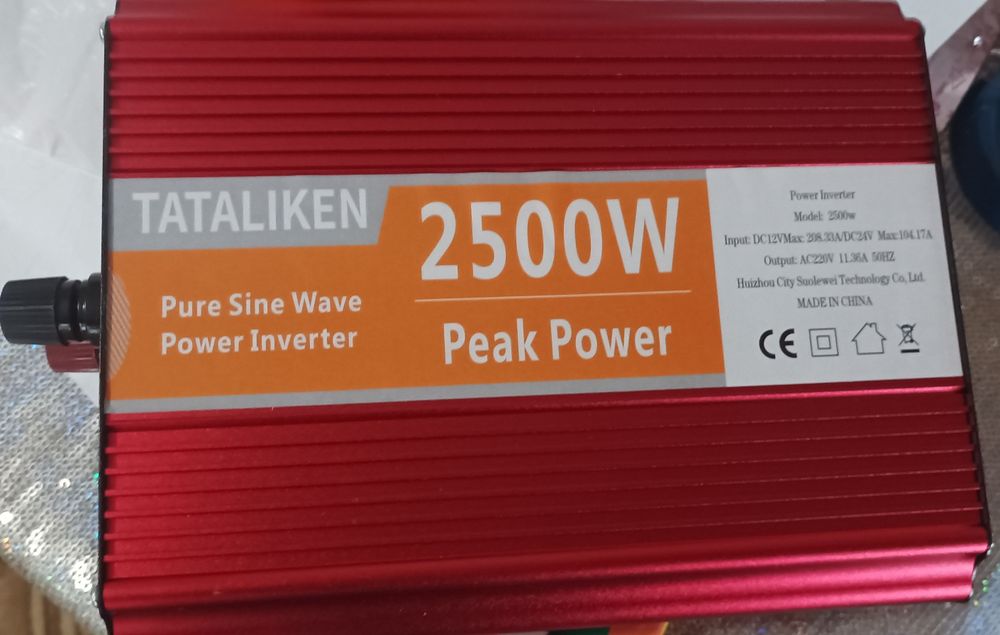 TATALIKEN
Pure Sine Wave
Power Inverter
2500W
Peak Power
Power Inverter
Model: 2500w
Input: DC12VMax: 208.33A/DC24V Max:104.17A
Output: AC220V 11.36A 50HZ
Huizhou City Suolewei Technology Co, Ltd.
MADE IN CHINA
CE